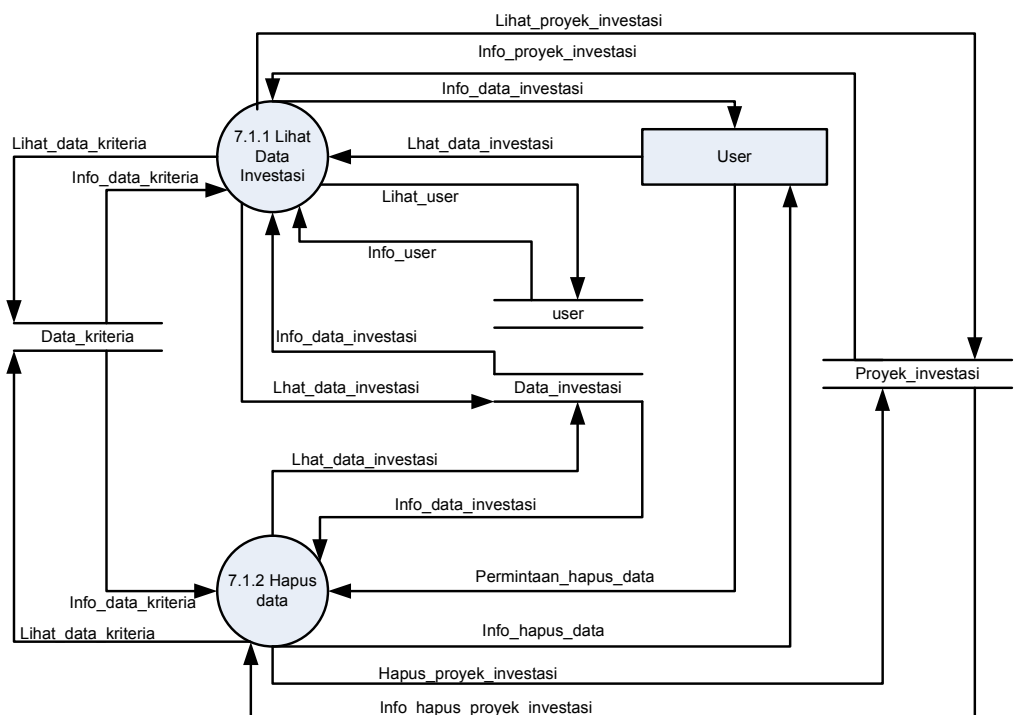 Lihat_proyek_investasi
Info_proyek_investasi
Info_data_investasi
7.1.1 Lihat
Data
Investasi
User
Lihat_data_kriteria
Lhat_data_investasi
Info_data_kriteria
Lihat_user
Info_user
user
Data_kriteria
Info_data_investasi
Proyek_investasi
Lhat_data_investasi
Data_investasi
Lhat_data_investasi
Info_data_investasi
7.1.2 Hapus
data
Permintaan_hapus_data
Info_data_kriteria
Lihat_data_kriteria
Info_hapus_data
Hapus_proyek_investasi
Info_hapus_proyek_investasi